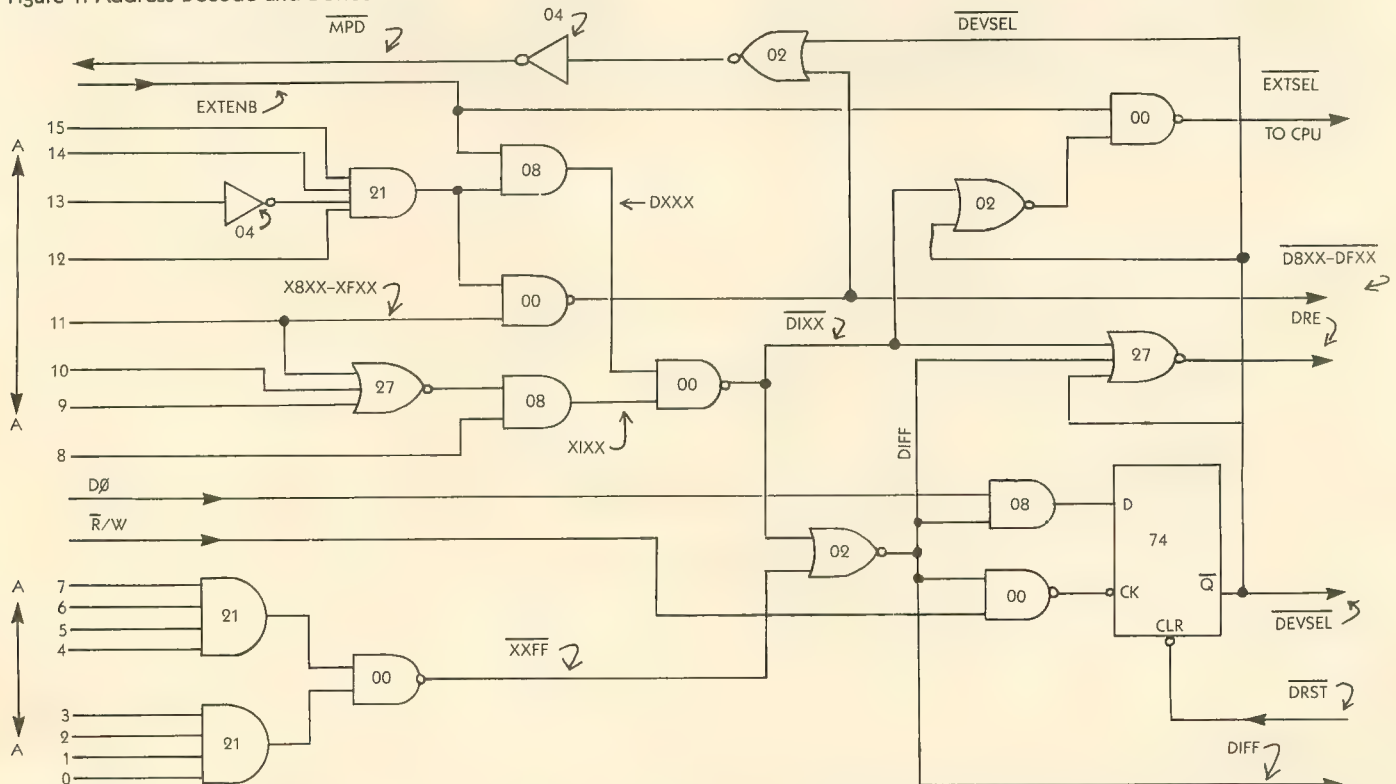 Figure 1. Address Decode and
MPD
04
02
DEVSEL
EXTENB
00
EXTSEL
TO CPU
A
15
14
13
12
11
10
9
8
A
04
21
08
DXXX
02
D8XX-DFXX
X8XX-XFXX
00
DRE
DIXX
27
08
XIXX
00
27
DIFF
DØ
R̅/W
08
D
74
CK
Q̅
CLR
02
00
A
7
6
5
4
3
2
1
0
A
21
21
00
XXFF
DEVSEL
DRST
DIFF